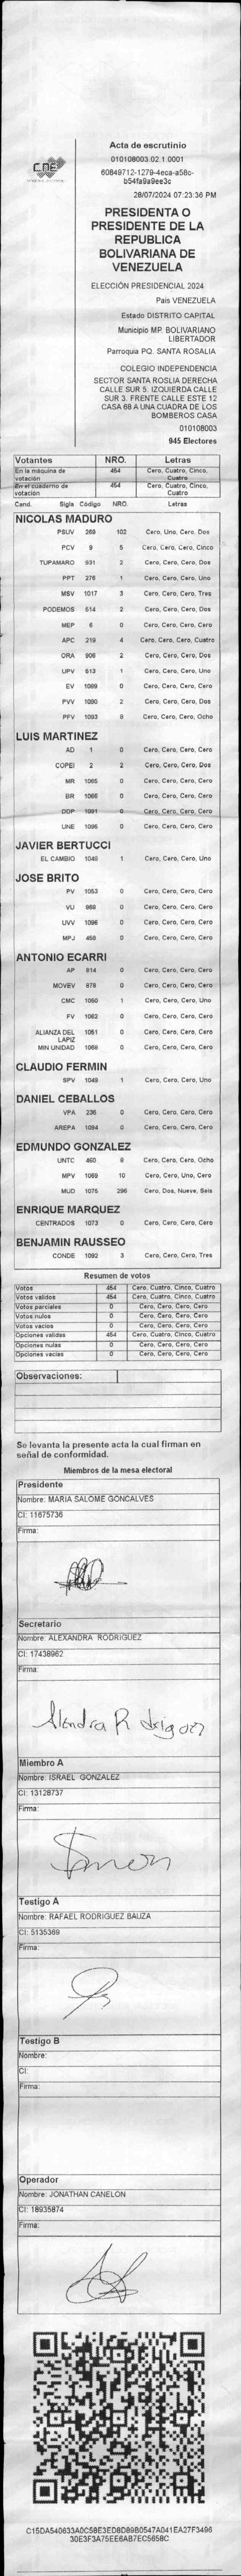 CNE
Acta de escrutinio
010108003.02.1.0001
60849712-1279-4eca-a58c-
b54fa9a9ee3c
28/07/2024 07:23:36 PM
PRESIDENTA O
PRESIDENTE DE LA
REPUBLICA
BOLIVARIANA DE
VENEZUELA
ELECCIÓN PRESIDENCIAL 2024
Pais VENEZUELA
Estado DISTRITO CAPITAL
Municipio MP. BOLIVARIANO
LIBERTADOR
Parroquia PQ. SANTA ROSALIA
COLEGIO INDEPENDENCIA
SECTOR SANTA ROSLIA DERECHA
CALLE SUR 5. IZQUIERDA CALLE
SUR 3. FRENTE CALLE ESTE 12
CASA 68 A UNA CUADRA DE LOS
BOMBEROS CASA
010108003
945 Electores
Votantes NRO. Letras
En la máquina de votación 454 Cero, Cuatro, Cinco, Cuatro
En el cuaderno de votación 454 Cero, Cuatro, Cinco, Cuatro
Cand. Sigla Código NRO. Letras
NICOLAS MADURO
PSUV 269 102 Cero, Uno, Cero, Dos
PCV 9 5 Cero, Cero, Cero, Cinco
TUPAMARO 931 2 Cero, Cero, Cero, Dos
PPT 276 1 Cero, Cero, Cero, Uno
MSV 1017 3 Cero, Cero, Cero, Tres
PODEMOS 514 2 Cero, Cero, Cero, Dos
MEP 6 0 Cero, Cero, Cero, Cero
APC 219 4 Cero, Cero, Cero, Cuatro
ORA 906 2 Cero, Cero, Cero, Dos
UPV 513 1 Cero, Cero, Cero, Uno
EV 1089 0 Cero, Cero, Cero, Cero
PVV 1090 2 Cero, Cero, Cero, Dos
PFV 1093 8 Cero, Cero, Cero, Ocho
LUIS MARTINEZ
AD 1 0 Cero, Cero, Cero, Cero
COPEI 2 2 Cero, Cero, Cero, Dos
MR 1065 0 Cero, Cero, Cero, Cero
BR 1066 0 Cero, Cero, Cero, Cero
DDP 1091 0 Cero, Cero, Cero, Cero
UNE 1095 0 Cero, Cero, Cero, Cero
JAVIER BERTUCCI
EL CAMBIO 1048 1 Cero, Cero, Cero, Uno
JOSE BRITO
PV 1053 0 Cero, Cero, Cero, Cero
VU 968 0 Cero, Cero, Cero, Cero
UVV 1096 0 Cero, Cero, Cero, Cero
MPJ 458 0 Cero, Cero, Cero, Cero
ANTONIO ECARRI
AP 814 0 Cero, Cero, Cero, Cero
MOVEV 878 0 Cero, Cero, Cero, Cero
CMC 1050 1 Cero, Cero, Cero, Uno
FV 1062 0 Cero, Cero, Cero, Cero
ALIANZA DEL LAPIZ 1051 0 Cero, Cero, Cero, Cero
MIN UNIDAD 1068 0 Cero, Cero, Cero, Cero
CLAUDIO FERMIN
SPV 1049 1 Cero, Cero, Cero, Uno
DANIEL CEBALLOS
VPA 236 0 Cero, Cero, Cero, Cero
AREPA 1094 0 Cero, Cero, Cero, Cero
EDMUNDO GONZALEZ
UNTC 460 8 Cero, Cero, Cero, Ocho
MPV 1069 10 Cero, Cero, Uno, Cero
MUD 1075 296 Cero, Dos, Nueve, Seis
ENRIQUE MARQUEZ
CENTRADOS 1073 0 Cero, Cero, Cero, Cero
BENJAMIN RAUSSEO
CONDE 1092 3 Cero, Cero, Cero, Tres
Resumen de votos
Votos 454 Cero, Cuatro, Cinco, Cuatro
Votos validos 454 Cero, Cuatro, Cinco, Cuatro
Votos parciales 0 Cero, Cero, Cero, Cero
Votos nulos 0 Cero, Cero, Cero, Cero
Votos vacios 0 Cero, Cero, Cero, Cero
Opciones validas 454 Cero, Cuatro, Cinco, Cuatro
Opciones nulas 0 Cero, Cero, Cero, Cero
Opciones vacias 0 Cero, Cero, Cero, Cero
Observaciones:
Se levanta la presente acta la cual firman en
señal de conformidad.
Miembros de la mesa electoral
Presidente
Nombre: MARIA SALOME GONCALVES
CI: 11675736
Firma:
Secretario
Nombre: ALEXANDRA RODRIGUEZ
CI: 17438962
Firma:
Miembro A
Nombre: ISRAEL GONZALEZ
CI: 13128737
Firma:
Testigo A
Nombre: RAFAEL RODRIGUEZ BAUZA
CI: 5135369
Firma:
Testigo B
Nombre:
CI:
Firma:
Operador
Nombre: JONATHAN CANELON
CI: 18935874
Firma:
C15DA540633A0C58E3ED8D89B0547A041EA27F3496
30E3F3A75EE6AB7EC5658C